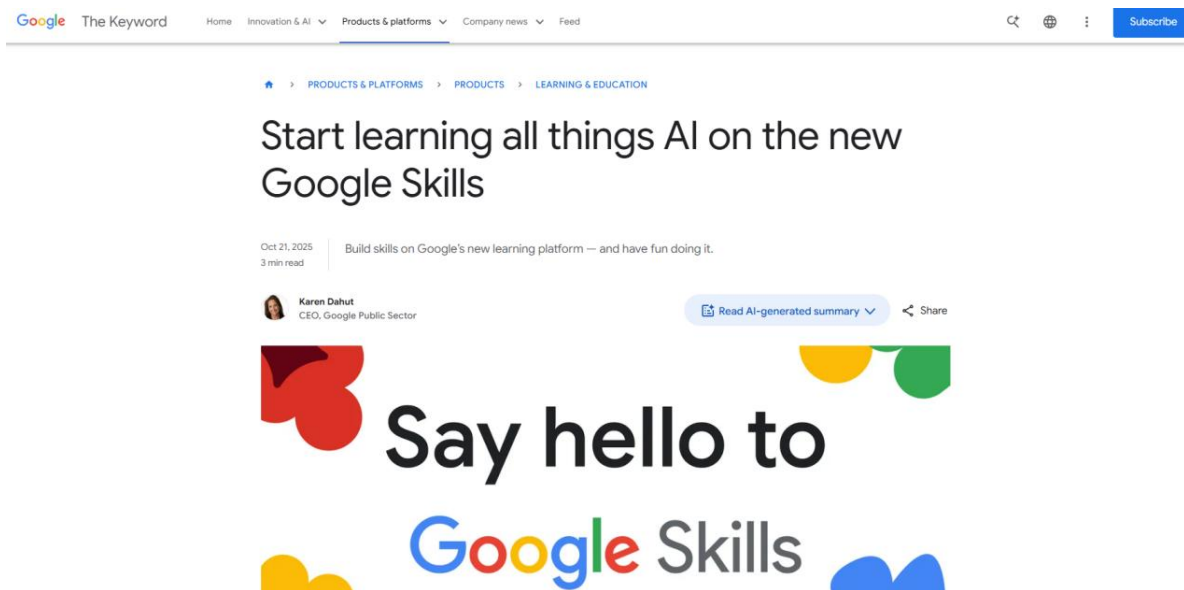 Google The Keyword Home Innovation & AI Products & platforms Company news Feed Subscribe
PRODUCTS & PLATFORMS > PRODUCTS > LEARNING & EDUCATION
Start learning all things AI on the new
Google Skills
Oct 21, 2025
3 min read
Build skills on Google's new learning platform — and have fun doing it.
Karen Dahut
CEO, Google Public Sector
Read AI-generated summary
Share
Say hello to
Google Skills